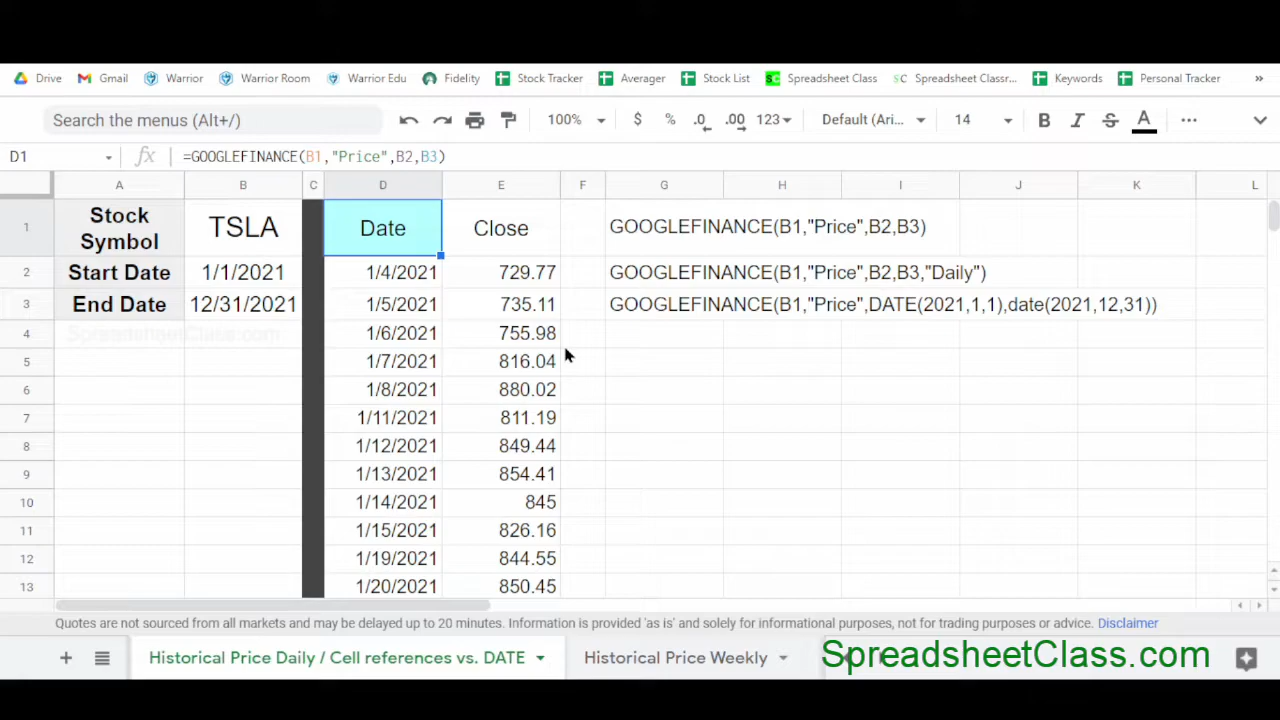 Drive Gmail Warrior Warrior Room Warrior Edu Fidelity Stock Tracker Averager Stock List Spreadsheet Class Spreadsheet Classr... Keywords Personal Tracker »
Search the menus (Alt+/) 100% $ % .0 .00 123 Default (Ari... 14 B I S A
D1 fx =GOOGLEFINANCE(B1,"Price",B2,B3)
A B C D E F G H I J K L
1 Stock Symbol TSLA Date Close GOOGLEFINANCE(B1,"Price",B2,B3)
2 Start Date 1/1/2021 1/4/2021 729.77 GOOGLEFINANCE(B1,"Price",B2,B3,"Daily")
3 End Date 12/31/2021 1/5/2021 735.11 GOOGLEFINANCE(B1,"Price",DATE(2021,1,1),date(2021,12,31))
4 SpreadsheetClass.com 1/6/2021 755.98
5 1/7/2021 816.04
6 1/8/2021 880.02
7 1/11/2021 811.19
8 1/12/2021 849.44
9 1/13/2021 854.41
10 1/14/2021 845
11 1/15/2021 826.16
12 1/19/2021 844.55
13 1/20/2021 850.45
Quotes are not sourced from all markets and may be delayed up to 20 minutes. Information is provided 'as is' and solely for informational purposes, not for trading purposes or advice. Disclaimer
Historical Price Daily / Cell references vs. DATE Historical Price Weekly SpreadsheetClass.com